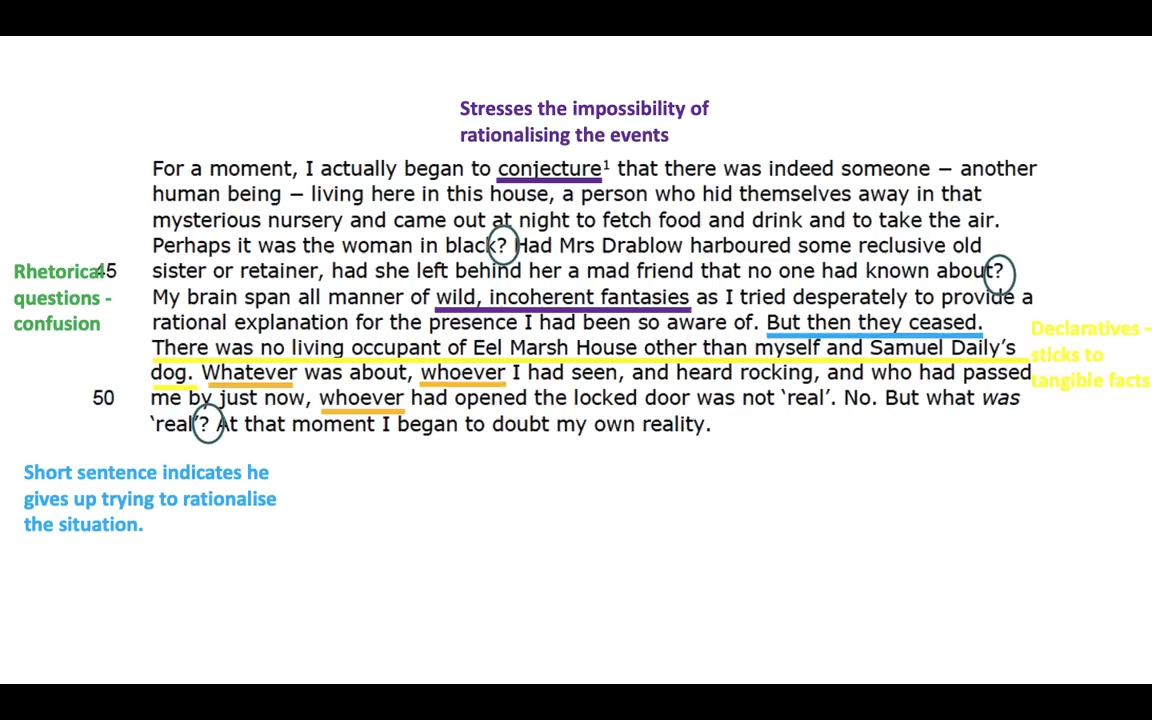 Stresses the impossibility of
rationalising the events
For a moment, I actually began to conjecture¹ that there was indeed someone – another
human being – living here in this house, a person who hid themselves away in that
mysterious nursery and came out at night to fetch food and drink and to take the air.
Perhaps it was the woman in black? Had Mrs Drablow harboured some reclusive old
45 sister or retainer, had she left behind her a mad friend that no one had known about?
My brain span all manner of wild, incoherent fantasies as I tried desperately to provide a
rational explanation for the presence I had been so aware of. But then they ceased.
There was no living occupant of Eel Marsh House other than myself and Samuel Daily's
dog. Whatever was about, whoever I had seen, and heard rocking, and who had passed
50 me by just now, whoever had opened the locked door was not 'real'. No. But what was
'real'? At that moment I began to doubt my own reality.
Rhetorical
questions -
confusion
Declaratives –
sticks to
tangible facts
Short sentence indicates he
gives up trying to rationalise
the situation.